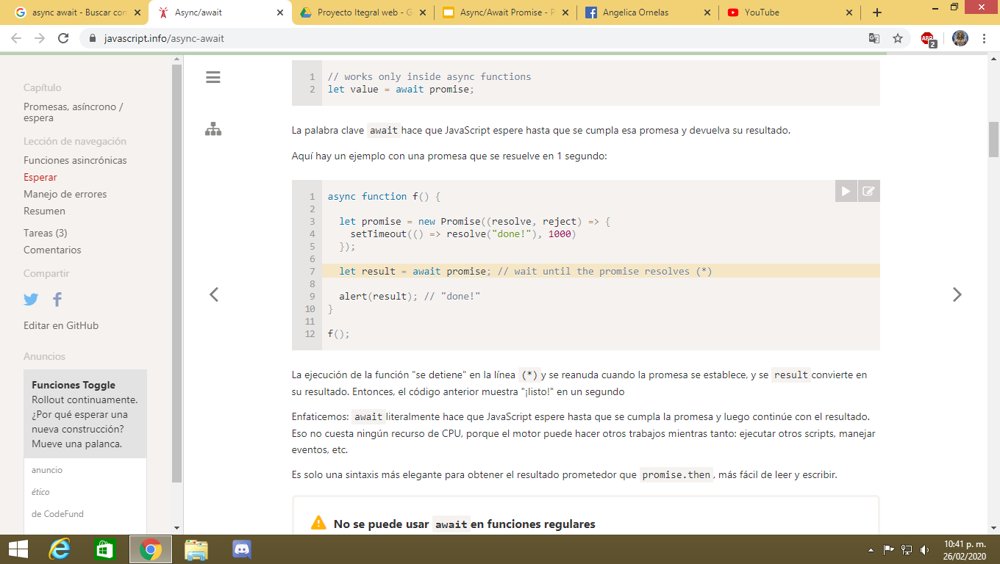 async await - Buscar con
Async/await
Proyecto Itegral web - G
Async/Await Promise - P
Angelica Ornelas
YouTube
javascript.info/async-await
ABP
2
Capítulo
Promesas, asíncrono /
espera
Lección de navegación
Funciones asincrónicas
Esperar
Manejo de errores
Resumen
Tareas (3)
Comentarios
Compartir
Editar en GitHub
Anuncios
Funciones Toggle
Rollout continuamente.
¿Por qué esperar una
nueva construcción?
Mueve una palanca.
anuncio
ético
de CodeFund
1 // works only inside async functions
2 let value = await promise;
La palabra clave await hace que JavaScript espere hasta que se cumpla esa promesa y devuelva su resultado.
Aquí hay un ejemplo con una promesa que se resuelve en 1 segundo:
1 async function f() {
2
3 let promise = new Promise((resolve, reject) => {
4 setTimeout(() => resolve("done!"), 1000)
5 });
6
7 let result = await promise; // wait until the promise resolves (*)
8
9 alert(result); // "done!"
10 }
11
12 f();
La ejecución de la función "se detiene" en la línea (*) y se reanuda cuando la promesa se establece, y se result convierte en
su resultado. Entonces, el código anterior muestra "¡listo!" en un segundo
Enfaticemos: await literalmente hace que JavaScript espere hasta que se cumpla la promesa y luego continúe con el resultado.
Eso no cuesta ningún recurso de CPU, porque el motor puede hacer otros trabajos mientras tanto: ejecutar otros scripts, manejar
eventos, etc.
Es solo una sintaxis más elegante para obtener el resultado prometedor que promise.then, más fácil de leer y escribir.
No se puede usar await en funciones regulares
10:41 p. m.
26/02/2020